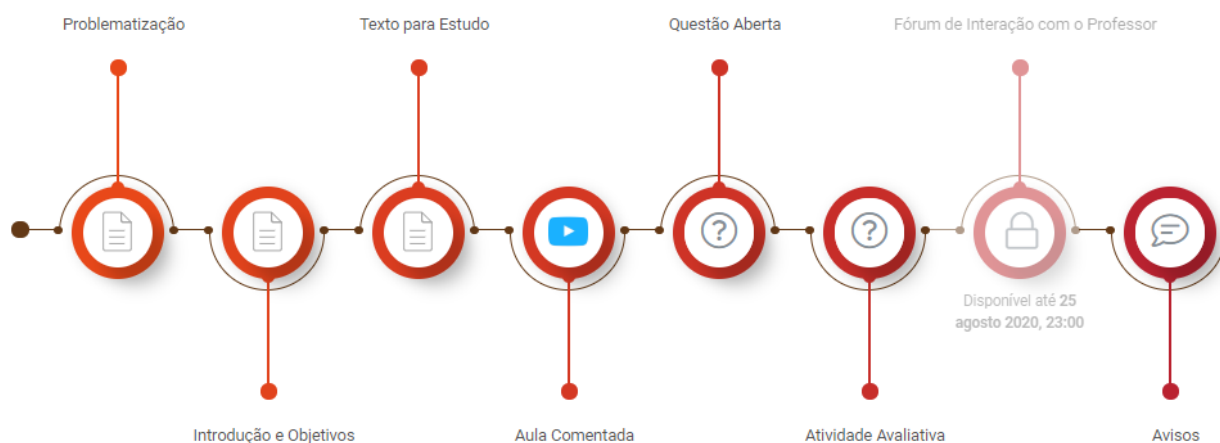 Problematização
Texto para Estudo
Questão Aberta
Fórum de Interação com o Professor
Disponível até 25
agosto 2020, 23:00
Introdução e Objetivos
Aula Comentada
Atividade Avaliativa
Avisos